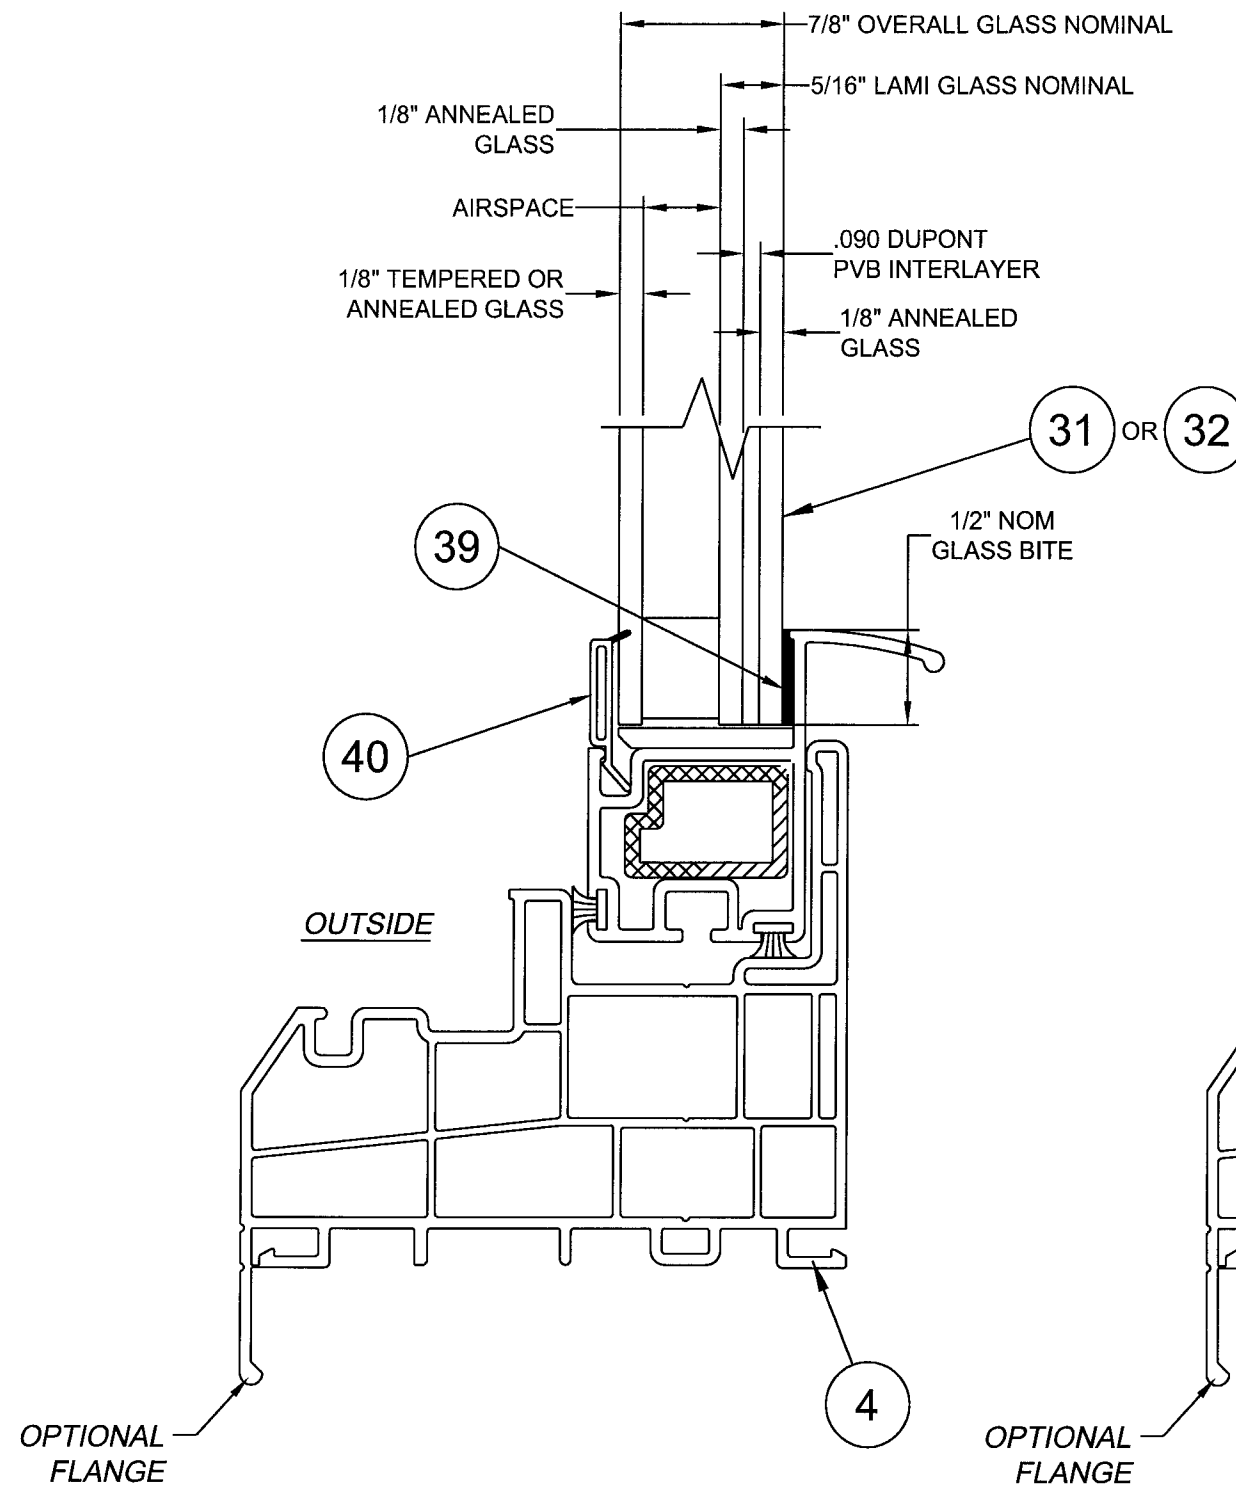 7/8" OVERALL GLASS NOMINAL
5/16" LAMI GLASS NOMINAL
1/8" ANNEALED
GLASS
AIRSPACE
.090 DUPONT
PVB INTERLAYER
1/8" TEMPERED OR
ANNEALED GLASS
1/8" ANNEALED
GLASS
31 OR 32
39
1/2" NOM
GLASS BITE
40
OUTSIDE
4
OPTIONAL
FLANGE
OPTIONAL
FLANGE